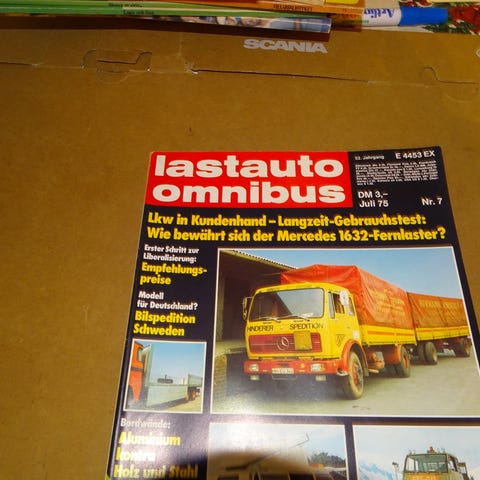 SCANIA
lastauto
omnibus
52. Jahrgang
E 4453 EX
DM 3,–
Juli 75
Nr. 7
Lkw in Kundenhand – Langzeit-Gebrauchstest:
Wie bewährt sich der Mercedes 1632-Fernlaster?
Erster Schritt zur
Liberalisierung:
Empfehlungs-
preise
Modell
für Deutschland?
Bilspedition
Schweden
HINDERER SPEDITION
Bordwände:
Aluminium
kontra
Holz und Stahl